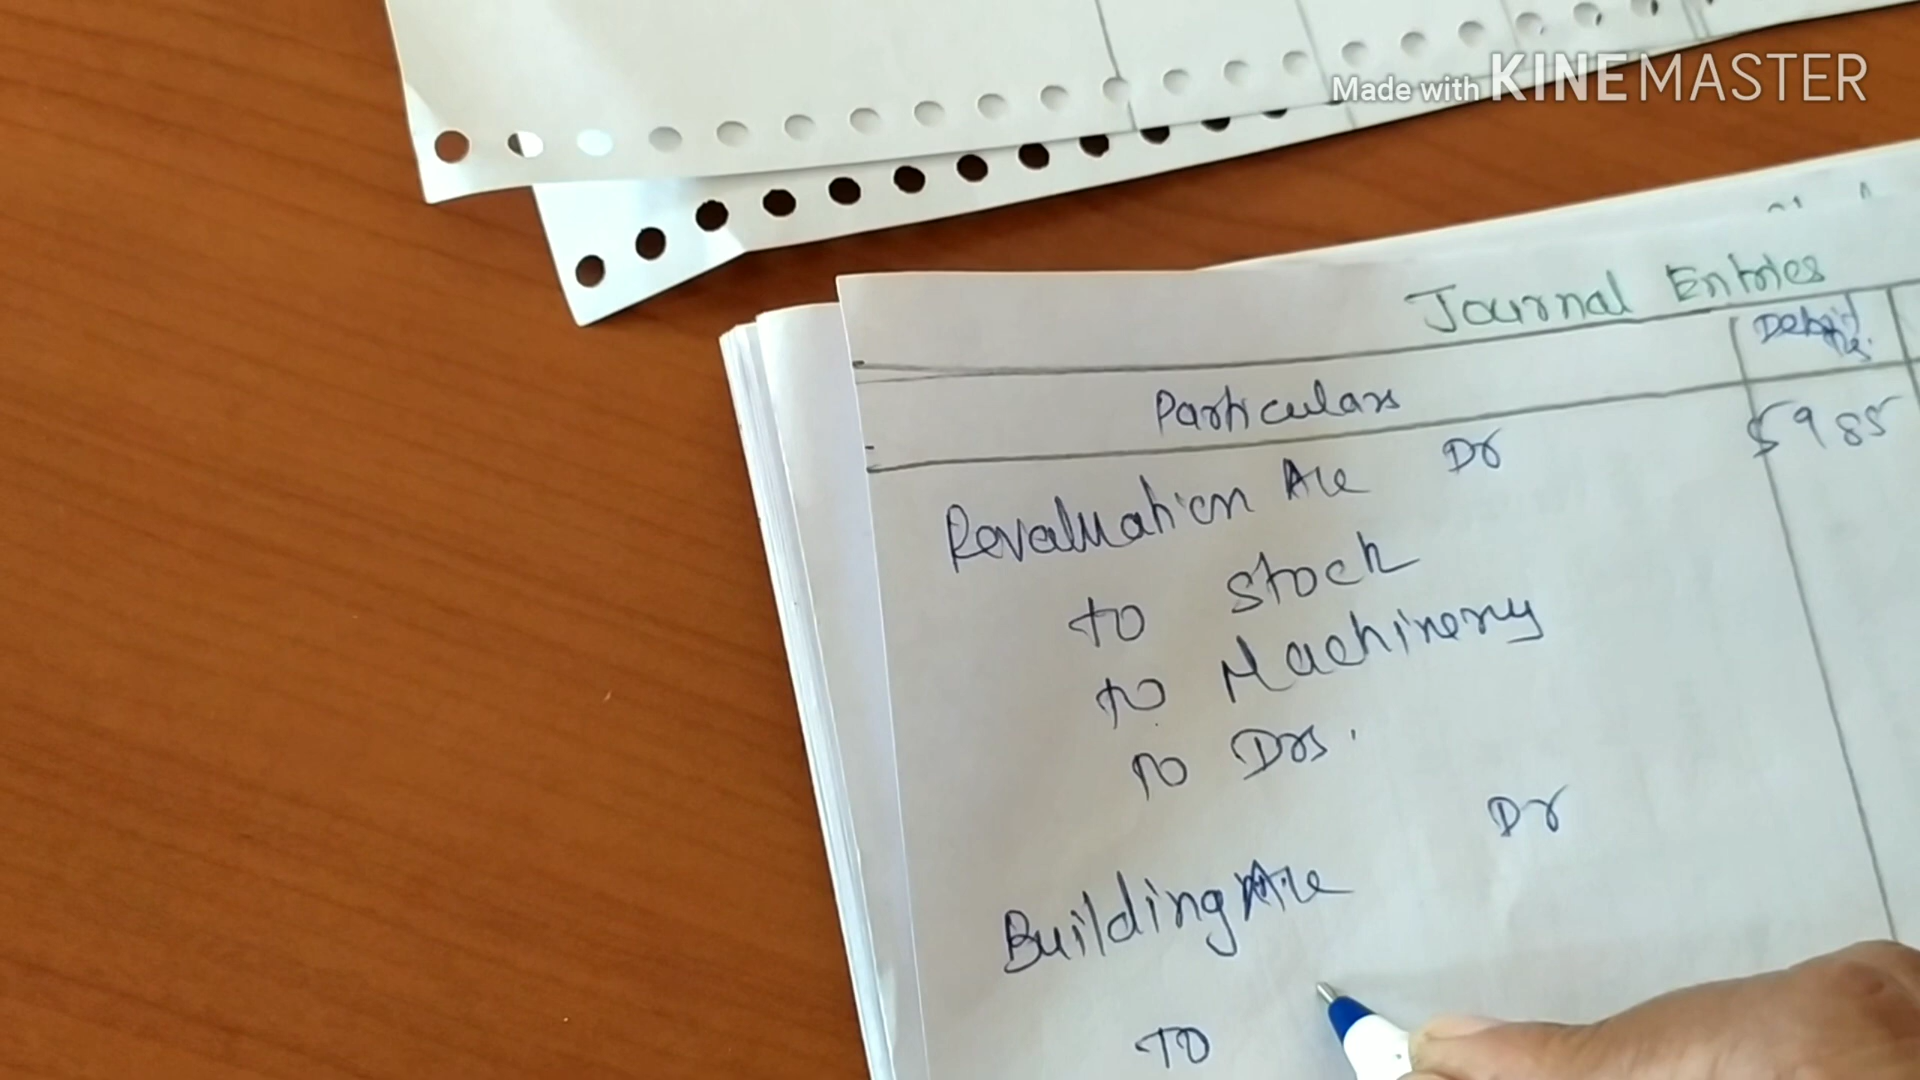 Made with KINEMASTER
Journal Entries
Particulars Debit Rs.
Revaluation A/c Dr 5985
to Stock
to Machinery
to Drs.
Building A/c Dr
TO